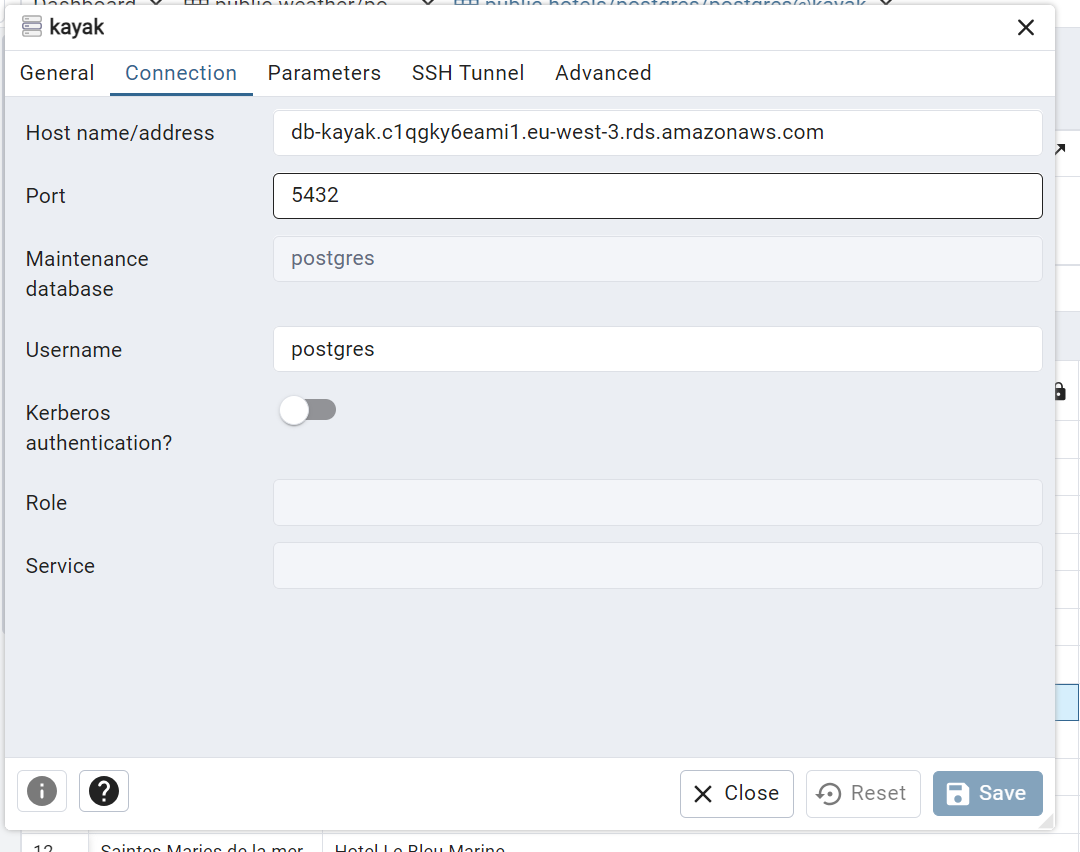 Dashboard public.weather/po... public.hotels/postgres/postgres@kayak
kayak
General Connection Parameters SSH Tunnel Advanced
Host name/address db-kayak.c1qgky6eami1.eu-west-3.rds.amazonaws.com
Port 5432
Maintenance postgres
database
Username postgres
Kerberos
authentication?
Role
Service
Close Reset Save
12 Saintes Maries de la mer Hotel Le Bleu Marine